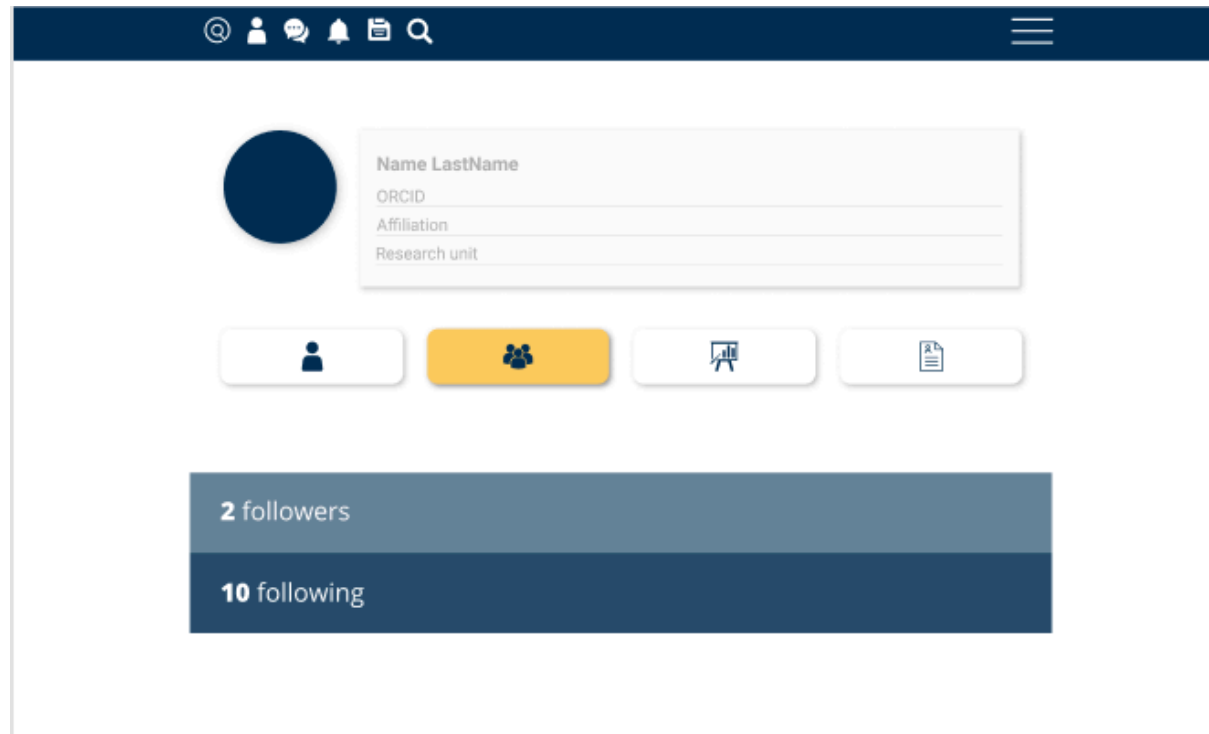 Name LastName
ORCID
Affiliation
Research unit
2 followers
10 following